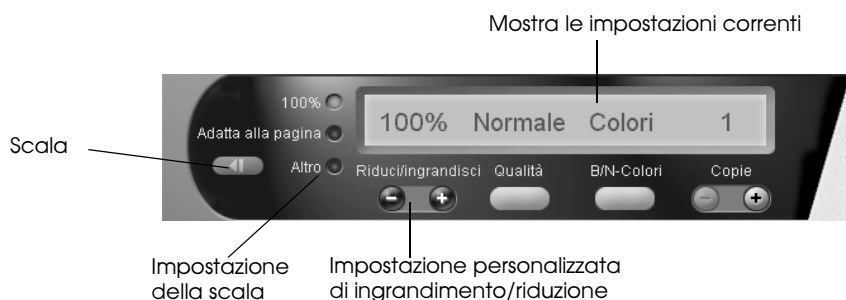 Mostra le impostazioni correnti
100%
Adatta alla pagina
Altro
Scala
100% Normale Colori 1
Riduci/ingrandisci Qualità B/N-Colori Copie
Impostazione
della scala
Impostazione personalizzata
di ingrandimento/riduzione